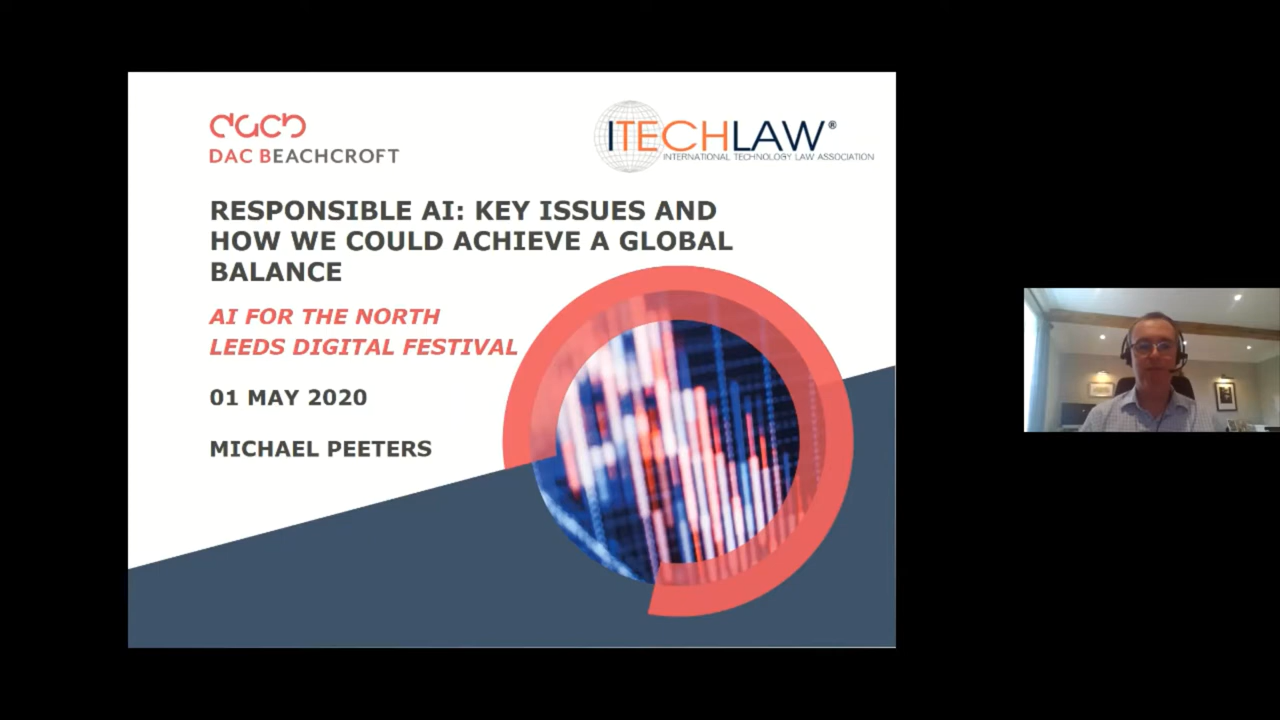 dacb
DAC BEACHCROFT
ITECHLAW®
INTERNATIONAL TECHNOLOGY LAW ASSOCIATION
RESPONSIBLE AI: KEY ISSUES AND
HOW WE COULD ACHIEVE A GLOBAL
BALANCE
AI FOR THE NORTH
LEEDS DIGITAL FESTIVAL
01 MAY 2020
MICHAEL PEETERS